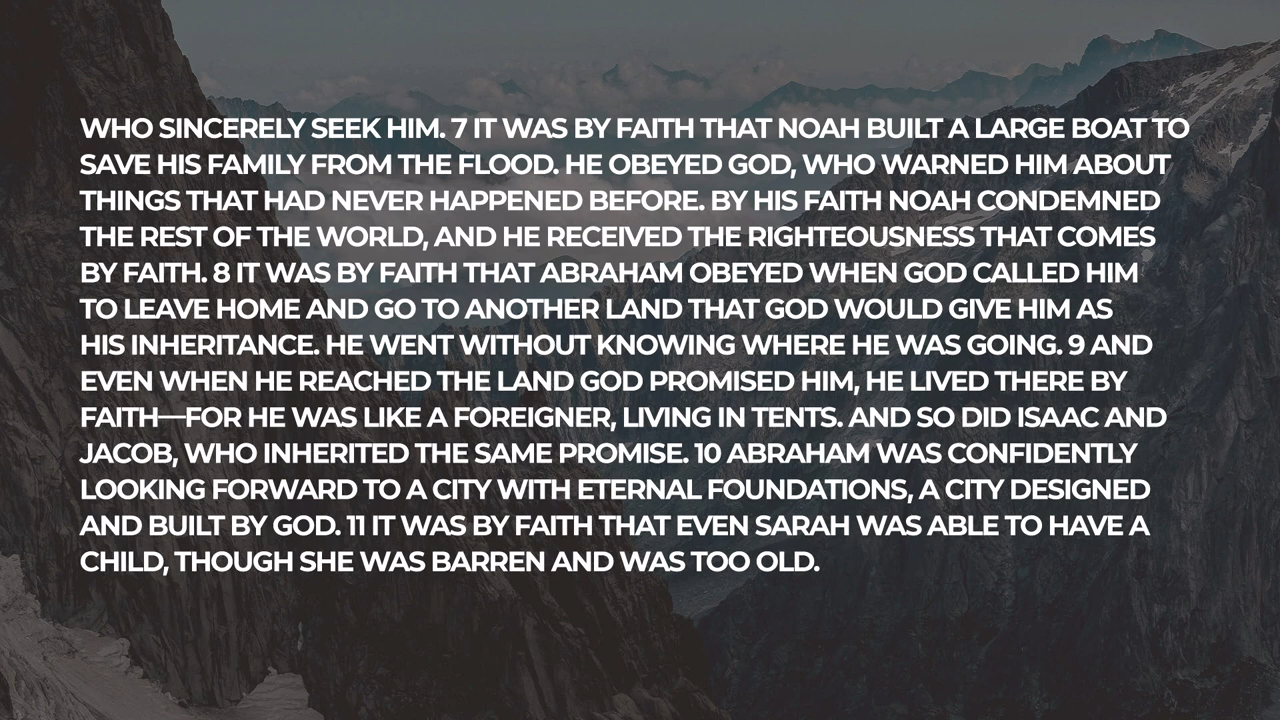 WHO SINCERELY SEEK HIM. 7 IT WAS BY FAITH THAT NOAH BUILT A LARGE BOAT TO
SAVE HIS FAMILY FROM THE FLOOD. HE OBEYED GOD, WHO WARNED HIM ABOUT
THINGS THAT HAD NEVER HAPPENED BEFORE. BY HIS FAITH NOAH CONDEMNED
THE REST OF THE WORLD, AND HE RECEIVED THE RIGHTEOUSNESS THAT COMES
BY FAITH. 8 IT WAS BY FAITH THAT ABRAHAM OBEYED WHEN GOD CALLED HIM
TO LEAVE HOME AND GO TO ANOTHER LAND THAT GOD WOULD GIVE HIM AS
HIS INHERITANCE. HE WENT WITHOUT KNOWING WHERE HE WAS GOING. 9 AND
EVEN WHEN HE REACHED THE LAND GOD PROMISED HIM, HE LIVED THERE BY
FAITH—FOR HE WAS LIKE A FOREIGNER, LIVING IN TENTS. AND SO DID ISAAC AND
JACOB, WHO INHERITED THE SAME PROMISE. 10 ABRAHAM WAS CONFIDENTLY
LOOKING FORWARD TO A CITY WITH ETERNAL FOUNDATIONS, A CITY DESIGNED
AND BUILT BY GOD. 11 IT WAS BY FAITH THAT EVEN SARAH WAS ABLE TO HAVE A
CHILD, THOUGH SHE WAS BARREN AND WAS TOO OLD.